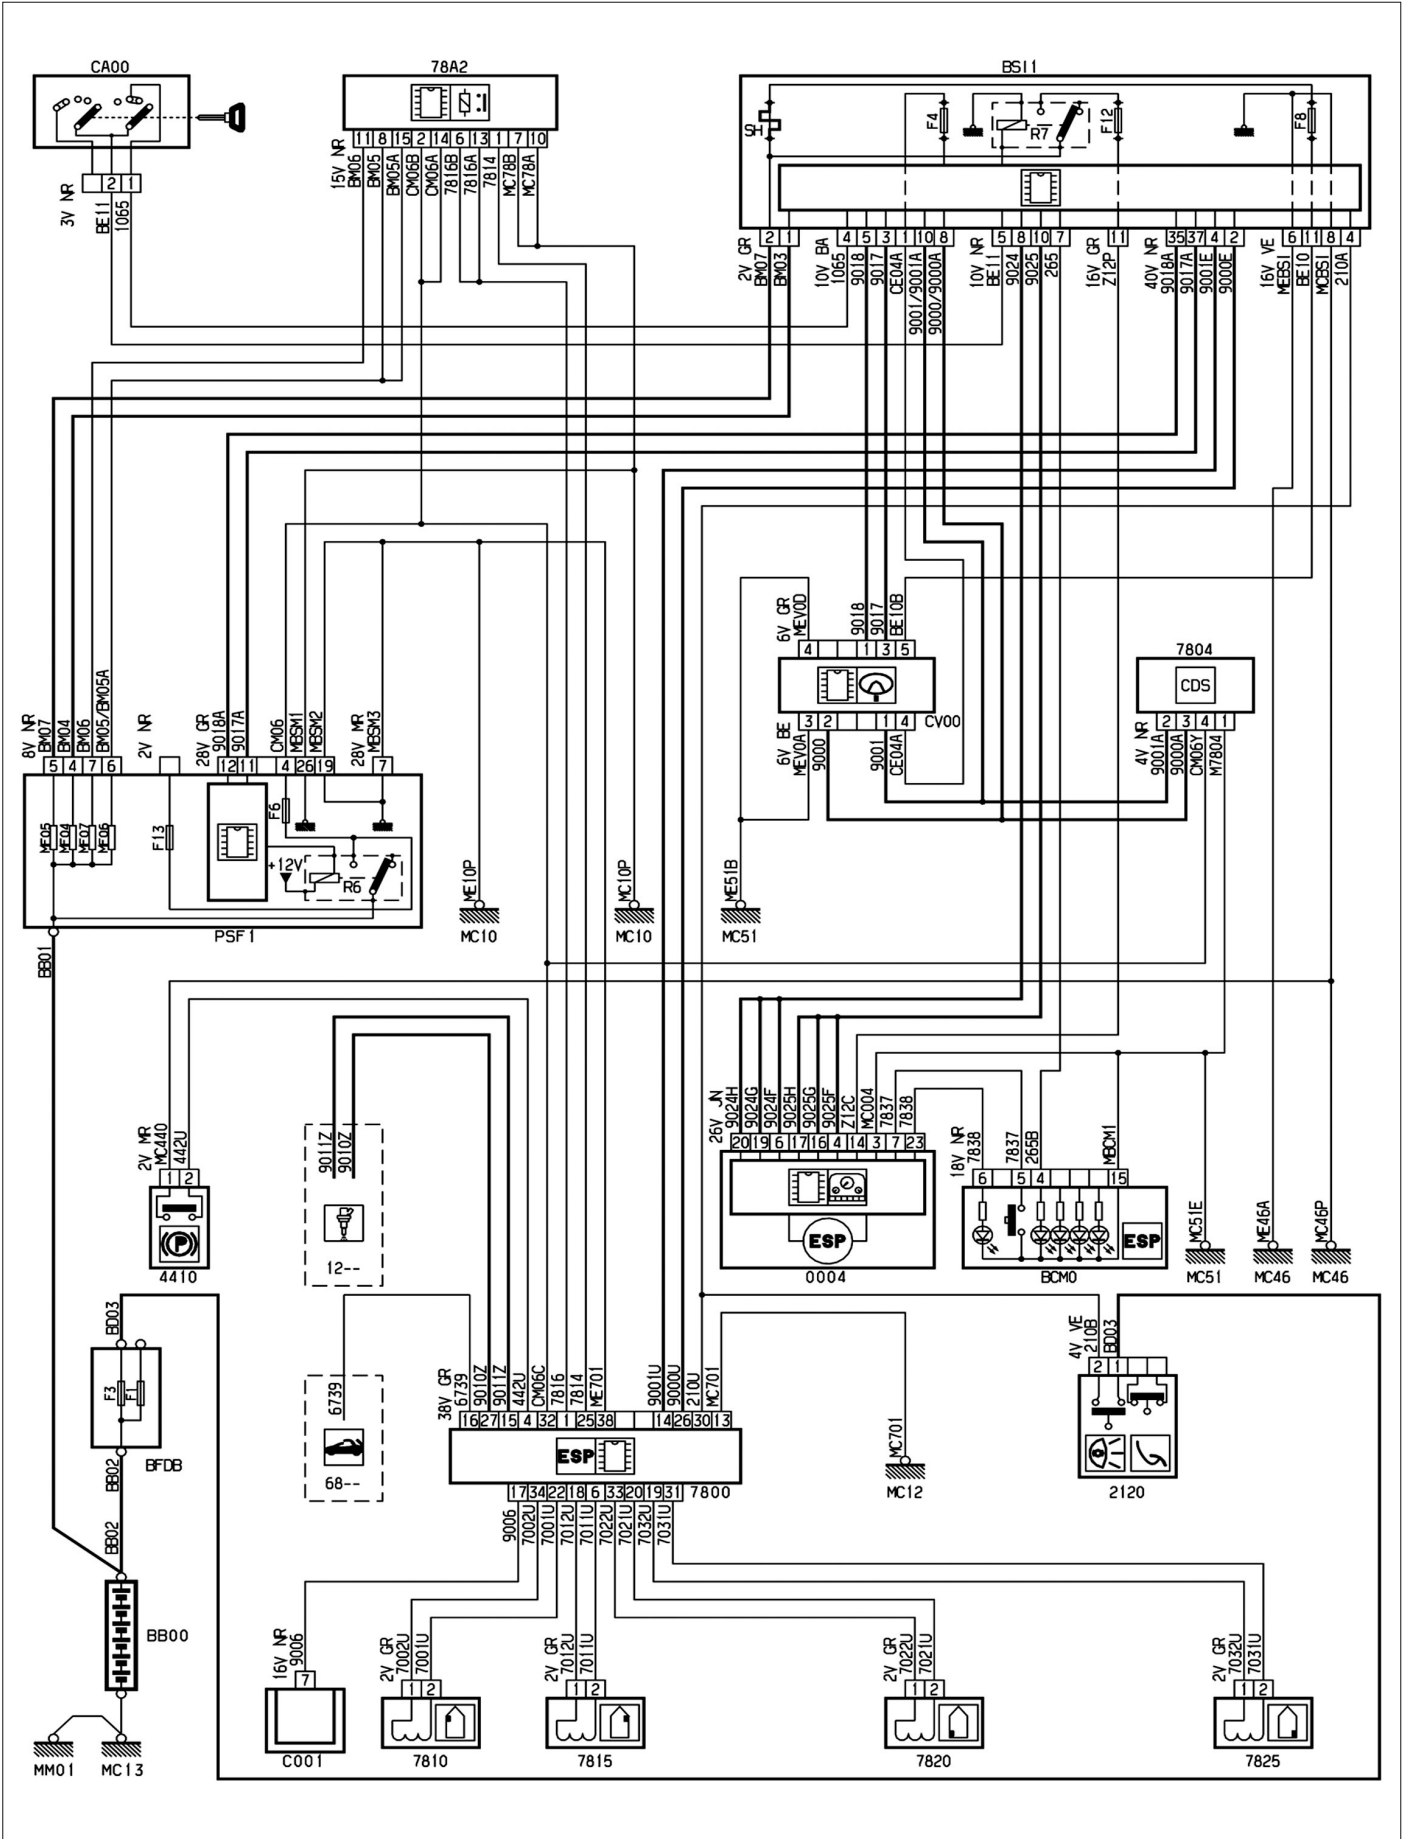 CA00
78A2
BSI1
SH
F4
R7
F12
F8
15V NR
11 8 15 2 14 6 13 1 7 10
BM06
BM05
BM05A
CM06B
CM06A
7816B
7816A
7814
MC78B
MC78A
3V NR
2 1
BE11
1065
2V GR
2 1
BM07
BM03
10V BA
4 5 3 1 10 8
1065
9018
9017
CE04A
9001/9001A
9000/9000A
10V NR
5 8 10 7
BE11
9024
9025
265
16V GR
11
Z12P
40V NR
35 37 4 2
9018A
9017A
9001E
9000E
16V VE
6 11 8 4
MEBSI
BE10
MCBSI
210A
6V GR
MEV0D
9018
9017
BE10B
4 1 3 5
CV00
3 2 1 4
6V BE
MEV0A
9000
9001
CE04A
7804
CDS
2 3 4 1
4V NR
9001A
9000A
CM06Y
M7804
8V NR
BM07
BM04
BM06
BM05/BM05A
2V NR
28V GR
9018A
9017A
CM06
MBSM1
MBSM2
28V MR
MBSM3
5 4 7 6
12 11 4 26 19
7
MF05
MF04
MF07
MF06
F13
F6
+12V
R6
PSF1
BB01
ME10P
MC10
MC10P
MC10
ME51B
MC51
2V MR
MC440
442U
1 2
4410
9011Z
9010Z
12--
26V JN
9024H
9024G
9024F
9025H
9025G
9025F
Z12C
MC004
7837
7838
20 19 6 17 16 4 14 3 7 23
ESP
0004
18V NR
7838
7837
265B
MBCM1
6 5 4 15
ESP
BCM0
MC51E
MC51
ME46A
MC46
MC46P
MC46
BD03
F3
F1
BFDB
BB02
BB02
BB00
MM01
MC13
6739
68--
38V GR
6739
9010Z
9011Z
442U
CM06C
7816
7814
ME701
9001U
9000U
210U
MC701
16 27 15 4 32 1 25 38 14 26 30 13
ESP
7800
17 34 22 18 6 33 20 19 31
9006
7002U
7001U
7012U
7011U
7022U
7021U
7032U
7031U
MC701
MC12
4V VE
210B
BD03
2 1
2120
16V NR
9006
7
C001
2V GR
7002U
7001U
1 2
7810
2V GR
7012U
7011U
1 2
7815
2V GR
7022U
7021U
1 2
7820
2V GR
7032U
7031U
1 2
7825